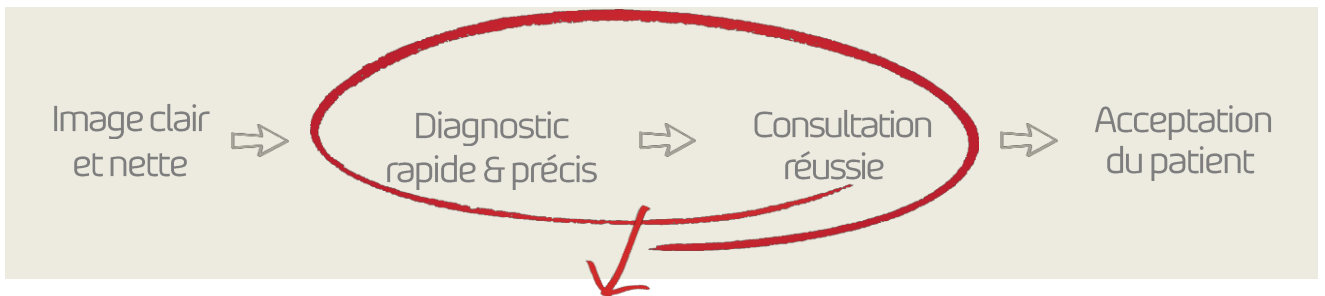 Image clair
et nette
Diagnostic
rapide & précis
Consultation
réussie
Acceptation
du patient